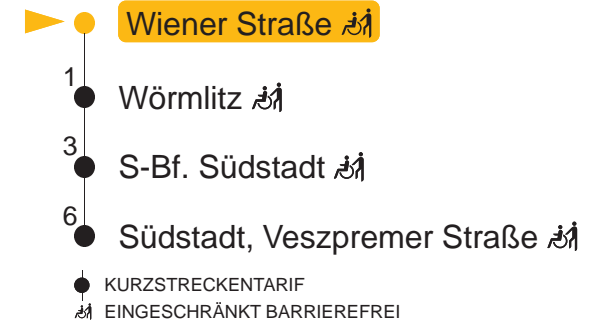 Wiener Straße
1
Wörmlitz
3
S-Bf. Südstadt
6
Südstadt, Veszpremer Straße
KURZSTRECKENTARIF
EINGESCHRÄNKT BARRIEREFREI